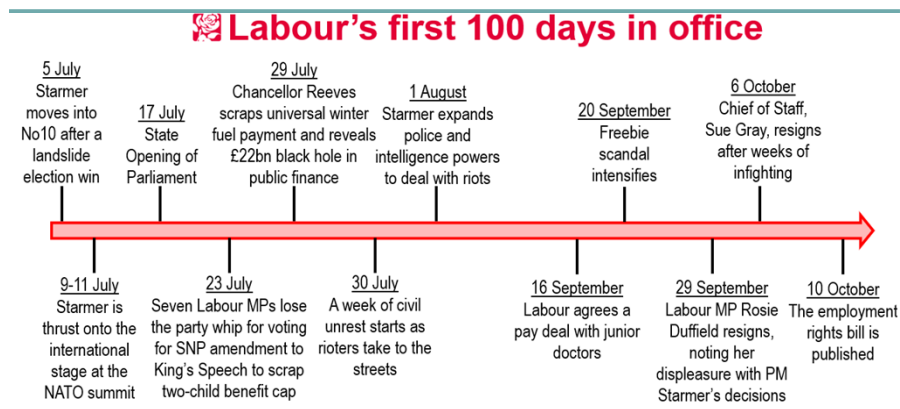 Labour's first 100 days in office
5 July
Starmer
moves into
No10 after a
landslide
election win
9-11 July
Starmer is
thrust onto the
international
stage at the
NATO summit
17 July
State
Opening of
Parliament
23 July
Seven Labour MPs lose
the party whip for voting
for SNP amendment to
King's Speech to scrap
two-child benefit cap
29 July
Chancellor Reeves
scraps universal winter
fuel payment and reveals
£22bn black hole in
public finance
30 July
A week of civil
unrest starts as
rioters take to the
streets
1 August
Starmer expands
police and
intelligence powers
to deal with riots
16 September
Labour agrees a
pay deal with junior
doctors
20 September
Freebie
scandal
intensifies
29 September
Labour MP Rosie
Duffield resigns,
noting her
displeasure with PM
Starmer's decisions
6 October
Chief of Staff,
Sue Gray, resigns
after weeks of
infighting
10 October
The employment
rights bill is
published